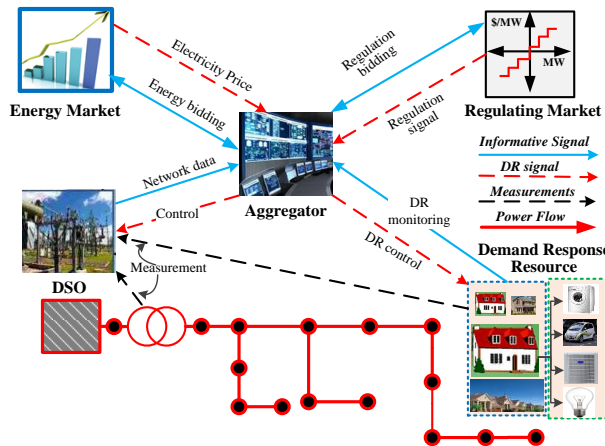 $/MW
MW
Energy Market
Electricity Price
Energy bidding
Regulation
bidding
Regulation
signal
Regulating Market
Informative Signal
DR signal
Measurements
Power Flow
Network data
Control
Aggregator
DR
monitoring
DR control
Demand Response
Resource
Measurement
DSO